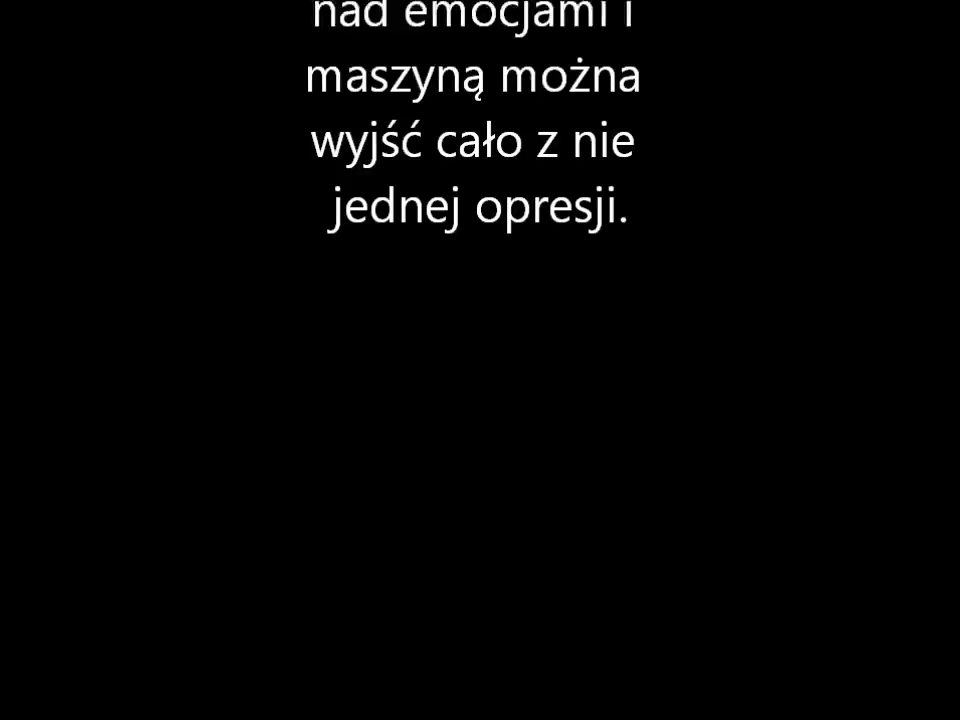 nad emocjami i
maszyną można
wyjść cało z nie
jednej opresji.